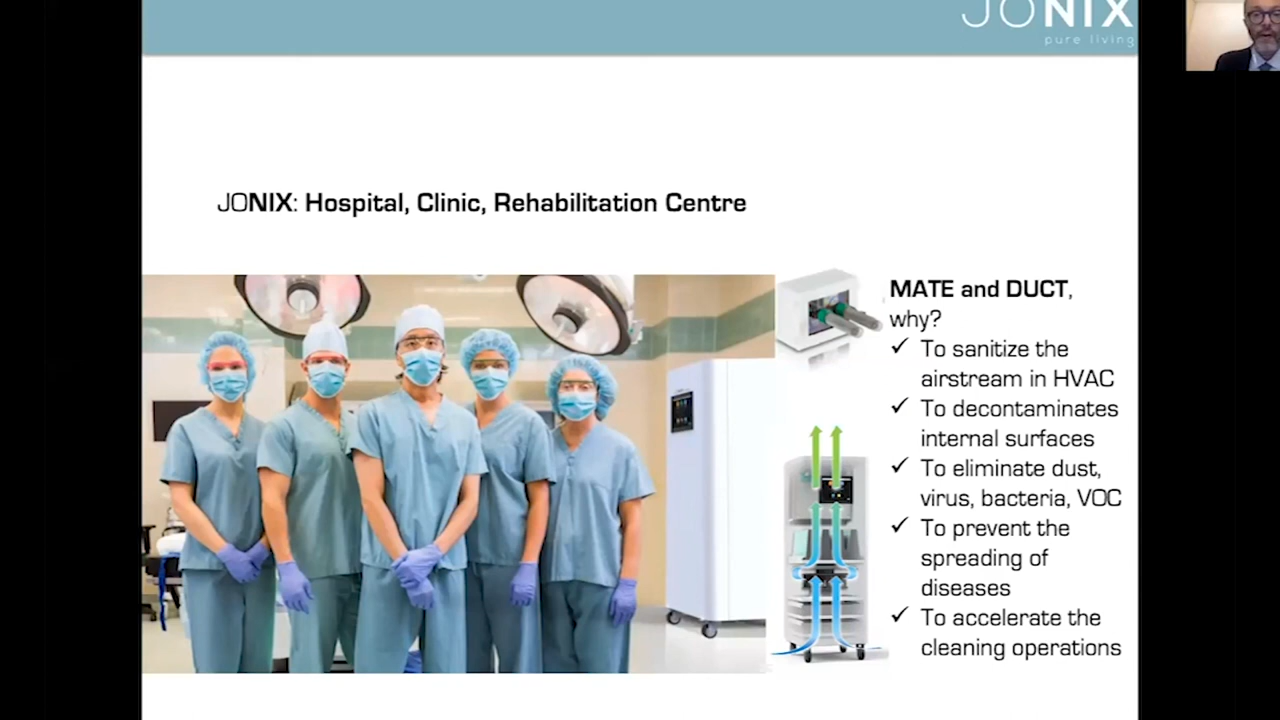 JONIX
pure living
JONIX: Hospital, Clinic, Rehabilitation Centre
MATE and DUCT,
why?
✓ To sanitize the
airstream in HVAC
✓ To decontaminates
internal surfaces
✓ To eliminate dust,
virus, bacteria, VOC
✓ To prevent the
spreading of
diseases
✓ To accelerate the
cleaning operations